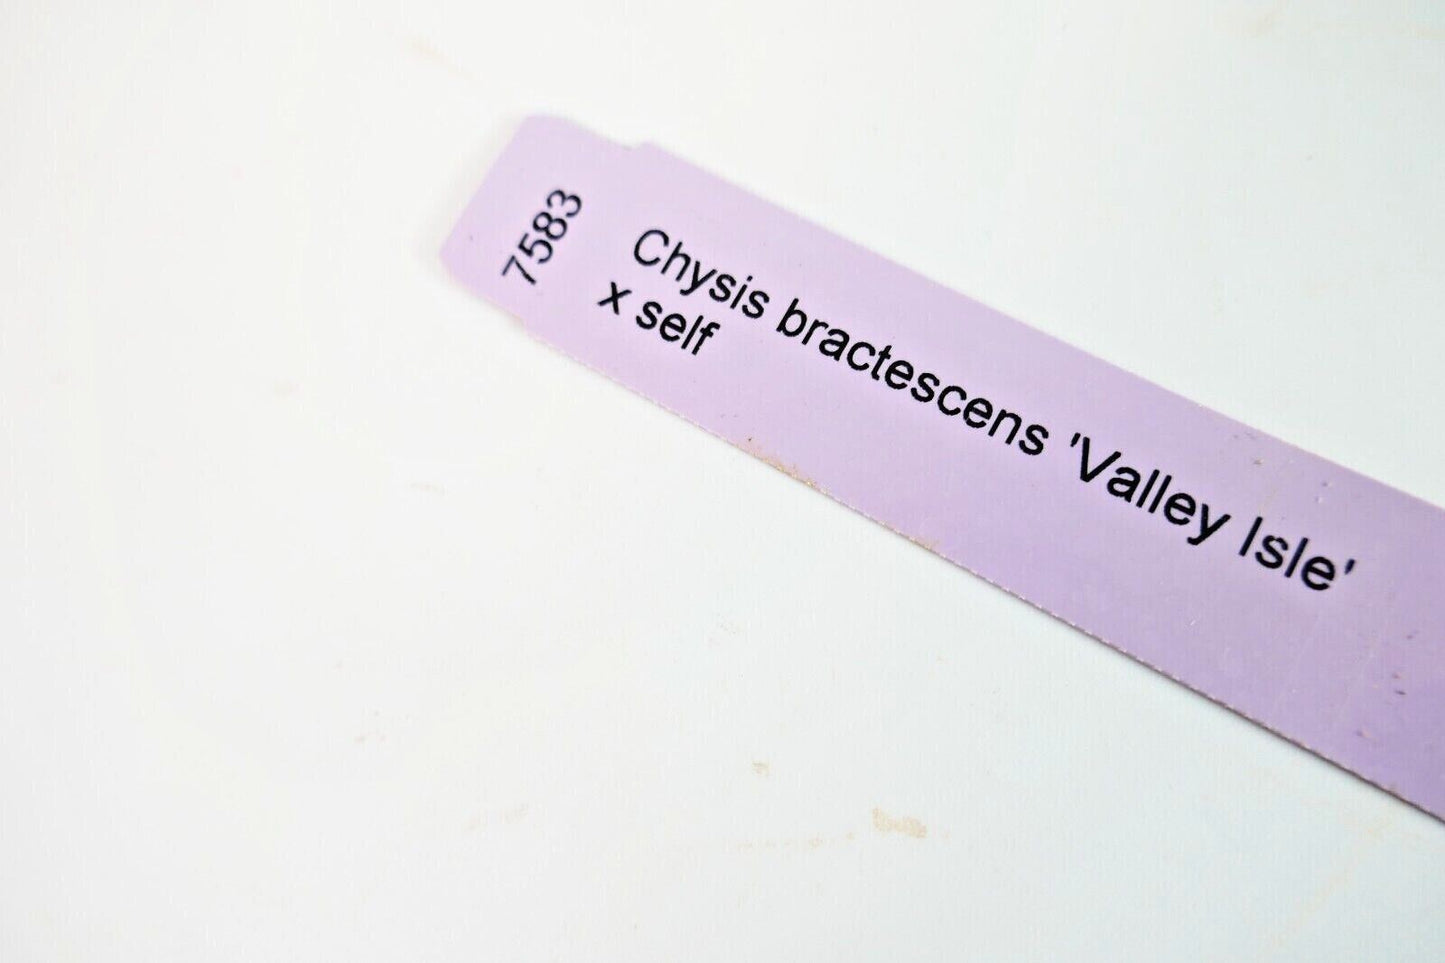 7583
Chysis bractescens 'Valley Isle'
x self